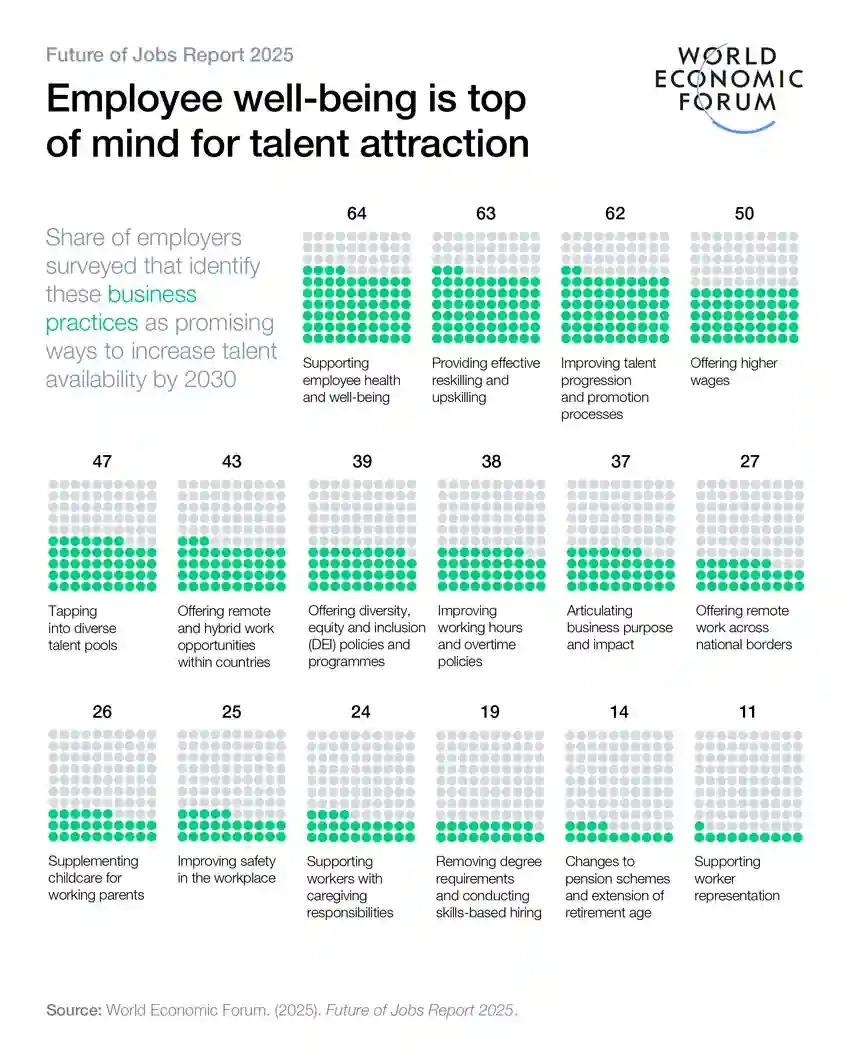 Future of Jobs Report 2025
WORLD
ECONOMIC
FORUM
Employee well-being is top
of mind for talent attraction
Share of employers
surveyed that identify
these business
practices as promising
ways to increase talent
availability by 2030
64
Supporting
employee health
and well-being
63
Providing effective
reskilling and
upskilling
62
Improving talent
progression
and promotion
processes
50
Offering higher
wages
47
Tapping
into diverse
talent pools
43
Offering remote
and hybrid work
opportunities
within countries
39
Offering diversity,
equity and inclusion
(DEI) policies and
programmes
38
Improving
working hours
and overtime
policies
37
Articulating
business purpose
and impact
27
Offering remote
work across
national borders
26
Supplementing
childcare for
working parents
25
Improving safety
in the workplace
24
Supporting
workers with
caregiving
responsibilities
19
Removing degree
requirements
and conducting
skills-based hiring
14
Changes to
pension schemes
and extension of
retirement age
11
Supporting
worker
representation
Source: World Economic Forum. (2025). Future of Jobs Report 2025.